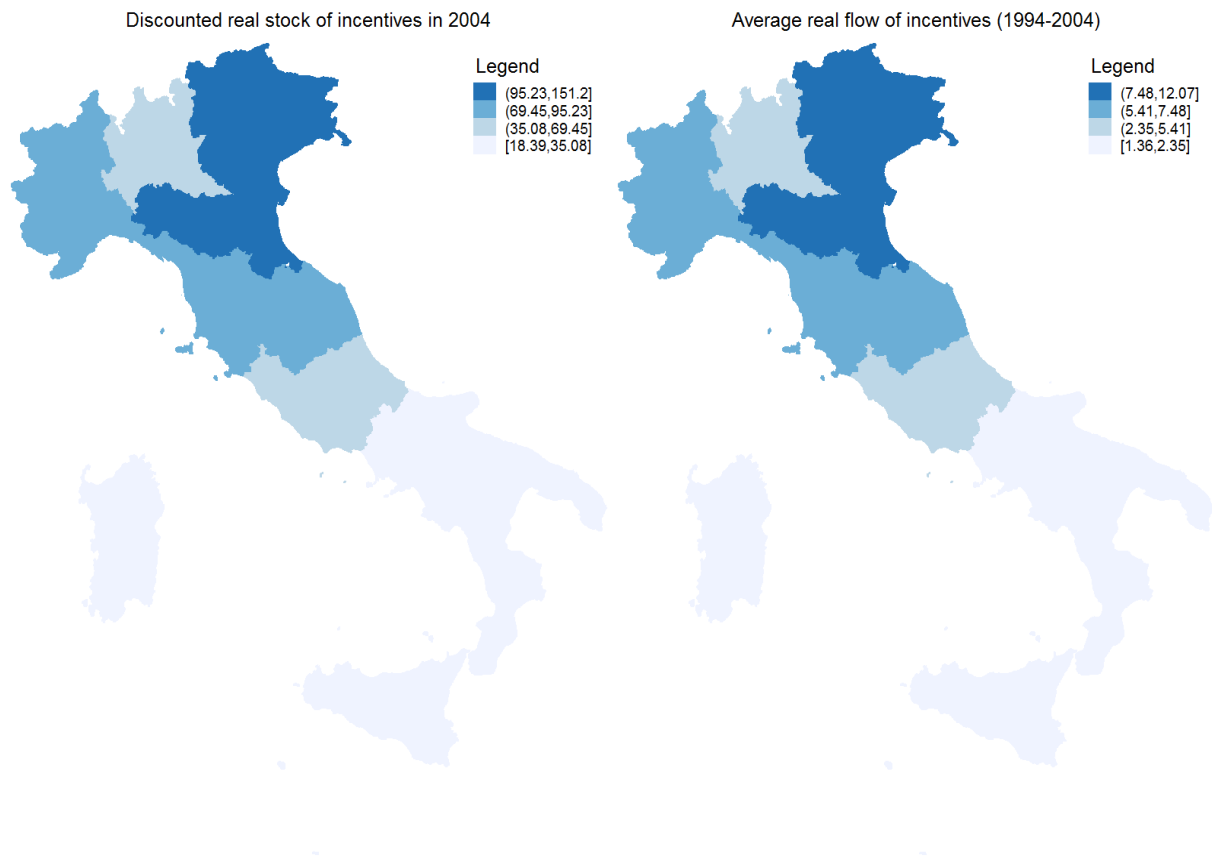 Discounted real stock of incentives in 2004
Legend
(95.23,151.2]
(69.45,95.23]
(35.08,69.45]
[18.39,35.08]
Average real flow of incentives (1994-2004)
Legend
(7.48,12.07]
(5.41,7.48]
(2.35,5.41]
[1.36,2.35]